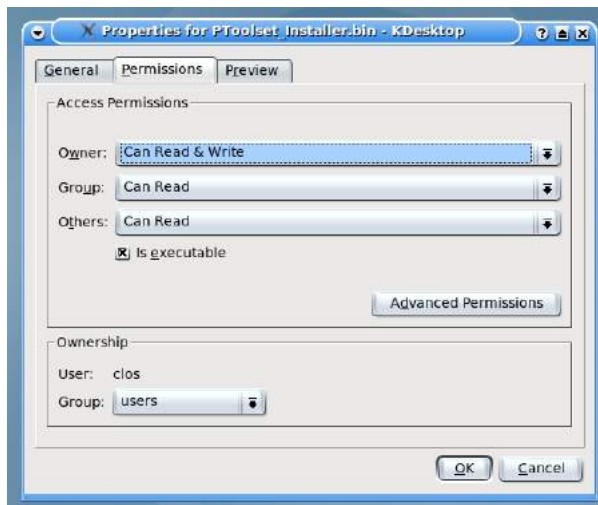 Properties for PToolset_Installer.bin - KDesktop
General Permissions Preview
Access Permissions
Owner: Can Read & Write
Group: Can Read
Others: Can Read
Is executable
Advanced Permissions
Ownership
User: clos
Group: users
OK Cancel